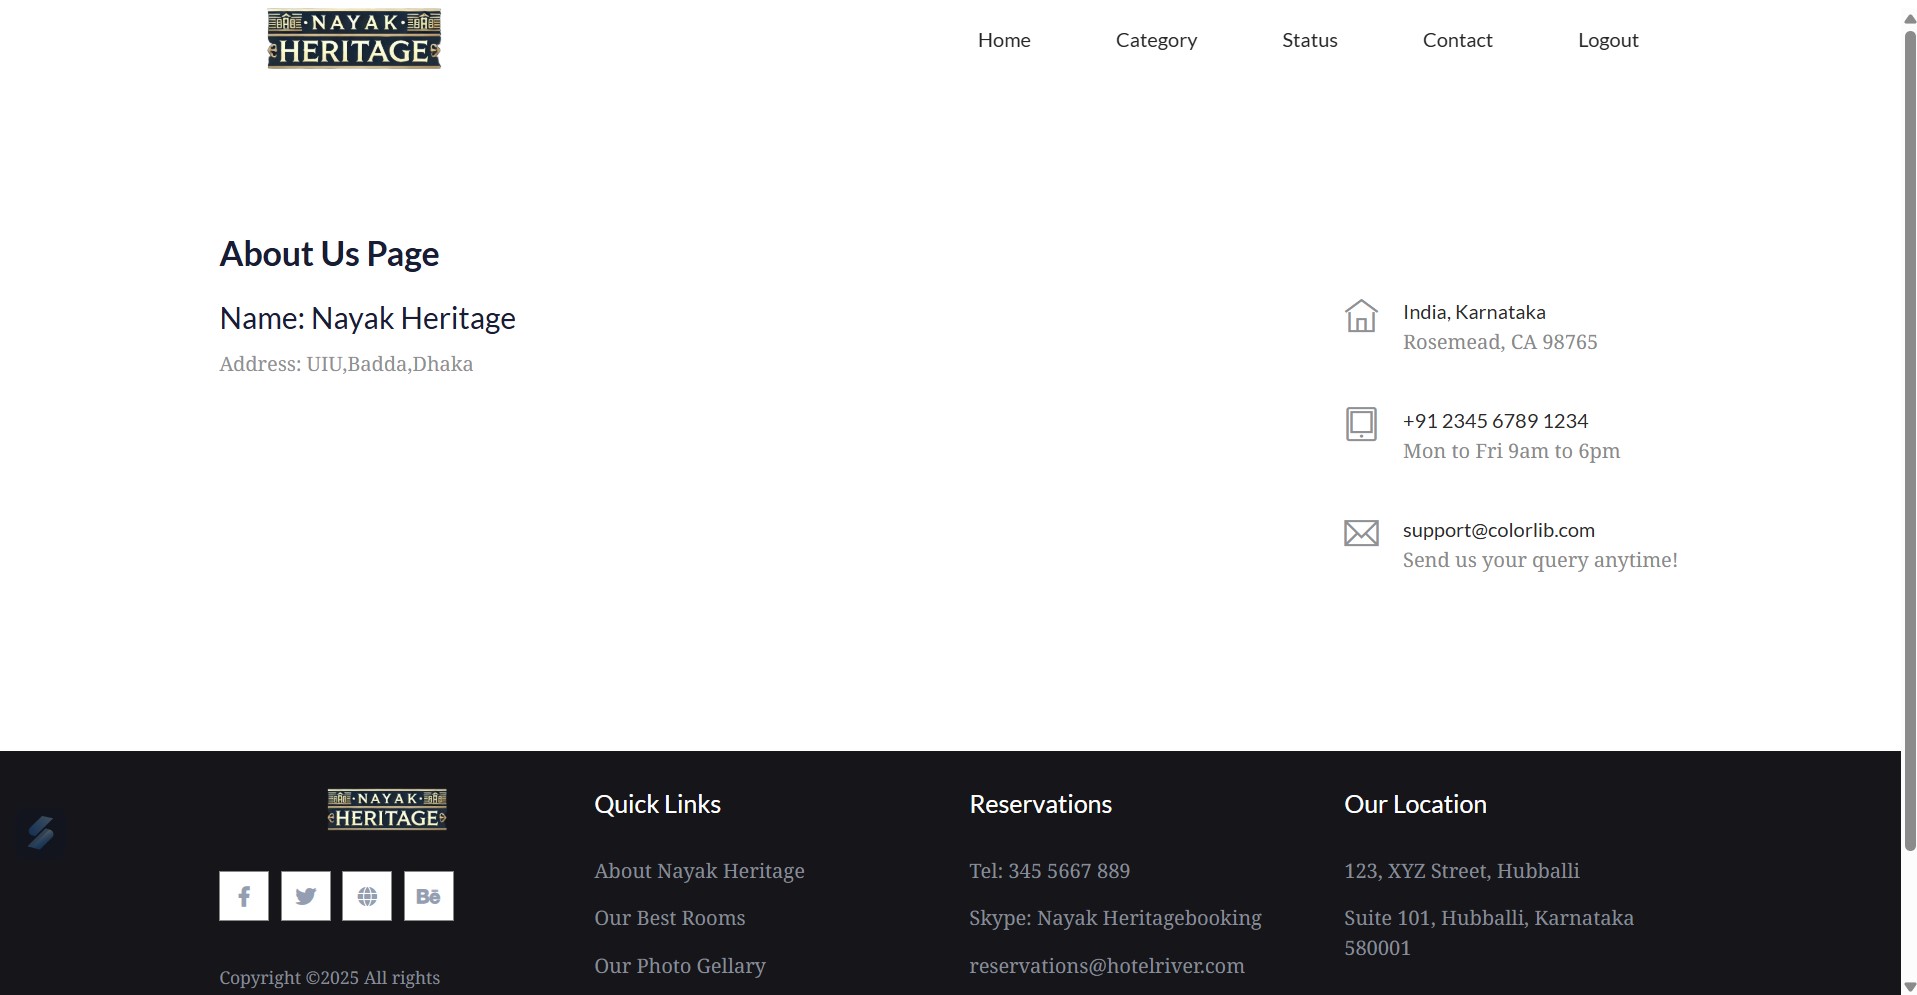 ·NAYAK·
HERITAGE
Home
Category
Status
Contact
Logout
About Us Page
Name: Nayak Heritage
Address: UIU,Badda,Dhaka
India, Karnataka
Rosemead, CA 98765
+91 2345 6789 1234
Mon to Fri 9am to 6pm
support@colorlib.com
Send us your query anytime!
·NAYAK·
HERITAGE
Bē
Copyright ©2025 All rights
Quick Links
About Nayak Heritage
Our Best Rooms
Our Photo Gellary
Reservations
Tel: 345 5667 889
Skype: Nayak Heritagebooking
reservations@hotelriver.com
Our Location
123, XYZ Street, Hubballi
Suite 101, Hubballi, Karnataka
580001